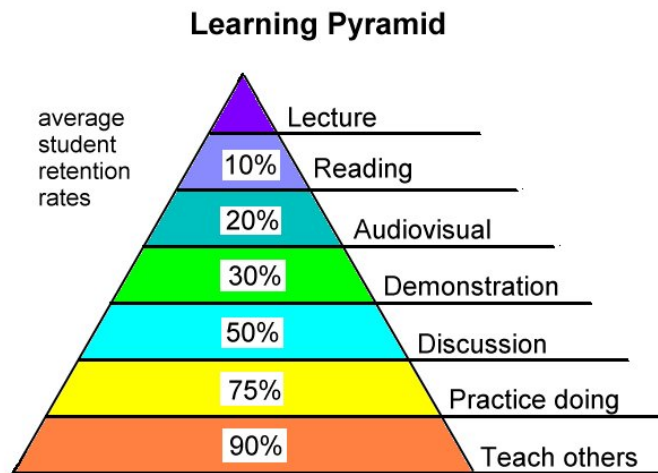 Learning Pyramid
average
student
retention
rates
Lecture
10% Reading
20% Audiovisual
30% Demonstration
50% Discussion
75% Practice doing
90% Teach others